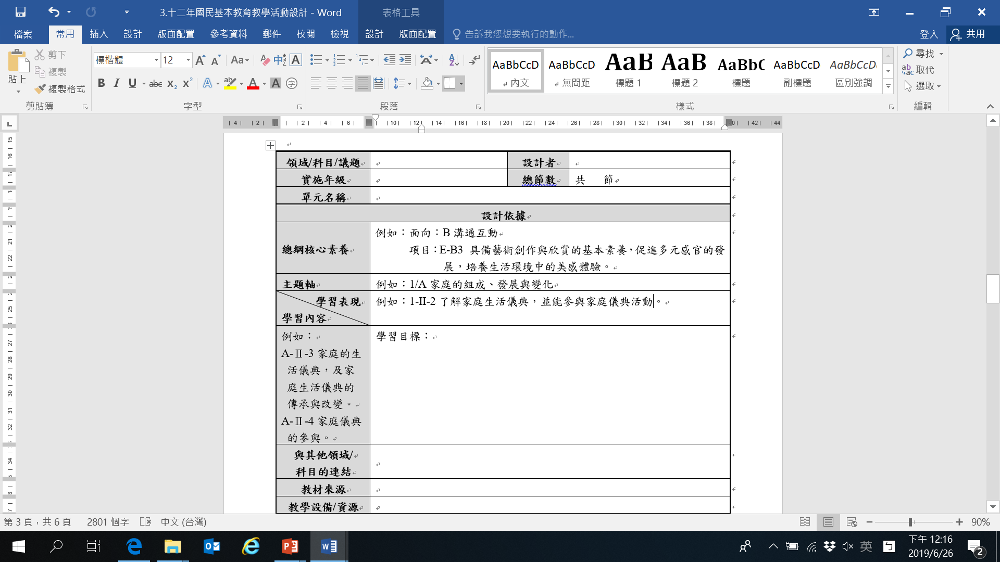 3.十二年國民基本教育教學活動設計 - Word
表格工具
檔案 常用 插入 設計 版面配置 參考資料 郵件 校閱 檢視 設計 版面配置 告訴我您想要執行的動作... 登入 共用
貼上 剪下 複製 複製格式
標楷體 12
AaBbCcD AaBbCcD AaB AaB AaBbC AaBbCcD AaBbCcD
內文 無間距 標題 1 標題 2 標題 副標題 區別強調
尋找 取代 選取
剪貼簿 字型 段落 樣式 編輯
領域/科目/議題 設計者
實施年級 總節數 共 節
單元名稱
設計依據
總綱核心素養
例如：面向：B 溝通互動
項目：E-B3 具備藝術創作與欣賞的基本素養，促進多元感官的發
展，培養生活環境中的美感體驗。
主題軸 例如：1/A 家庭的組成、發展與變化
學習表現
學習內容
例如：1-II-2 了解家庭生活儀典，並能參與家庭儀典活動。
例如：
A-Ⅱ-3 家庭的生
活儀典，及家
庭生活儀典的
傳承與改變。
A-Ⅱ-4 家庭儀典
的參與。
學習目標：
與其他領域/
科目的連結
教材來源
教學設備/資源
第 3 頁，共 6 頁 2801 個字 中文 (台灣) 90%
英 ㄅ 下午 12:16
2019/6/26
2